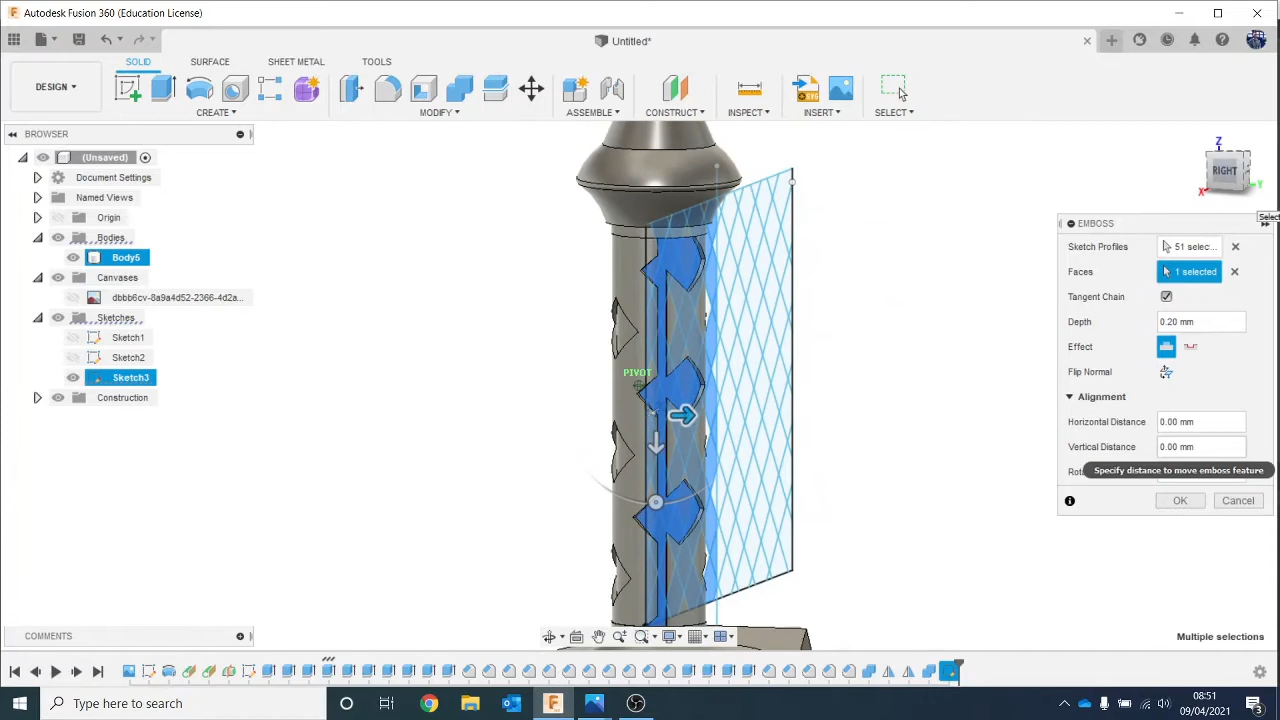 Autodesk Fusion 360 (Education License)
Untitled*
SOLID SURFACE SHEET METAL TOOLS
DESIGN
CREATE MODIFY ASSEMBLE CONSTRUCT INSPECT INSERT SELECT
BROWSER
(Unsaved)
Document Settings
Named Views
Origin
Bodies
Body5
Canvases
dbbb6cv-8a9a4d52-2366-4d2a...
Sketches
Sketch1
Sketch2
Sketch3
Construction
PIVOT
Z
RIGHT
X
Y
Select
EMBOSS
Sketch Profiles 51 selec...
Faces 1 selected
Tangent Chain
Depth 0.20 mm
Effect
Flip Normal
Alignment
Horizontal Distance 0.00 mm
Vertical Distance 0.00 mm
Specify distance to move emboss feature
OK Cancel
COMMENTS
Multiple selections
Type here to search
08:51
09/04/2021
3